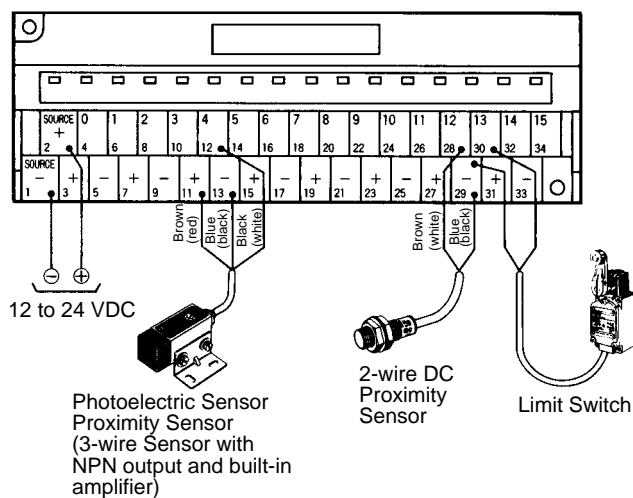 SOURCE 0 1 2 3 4 5 6 7 8 9 10 11 12 13 14 15
+
2 4 6 8 10 12 14 16 18 20 22 24 26 28 30 32 34
SOURCE
− + − + − + − + − + − + − + − + −
1 3 5 7 9 11 13 15 17 19 21 23 25 27 29 31 33
Brown
(red)
Blue
(black)
Black
(white)
Brown
(white)
Blue
(black)
− +
12 to 24 VDC
Photoelectric Sensor
Proximity Sensor
(3-wire Sensor with
NPN output and built-in
amplifier)
2-wire DC
Proximity
Sensor
Limit Switch